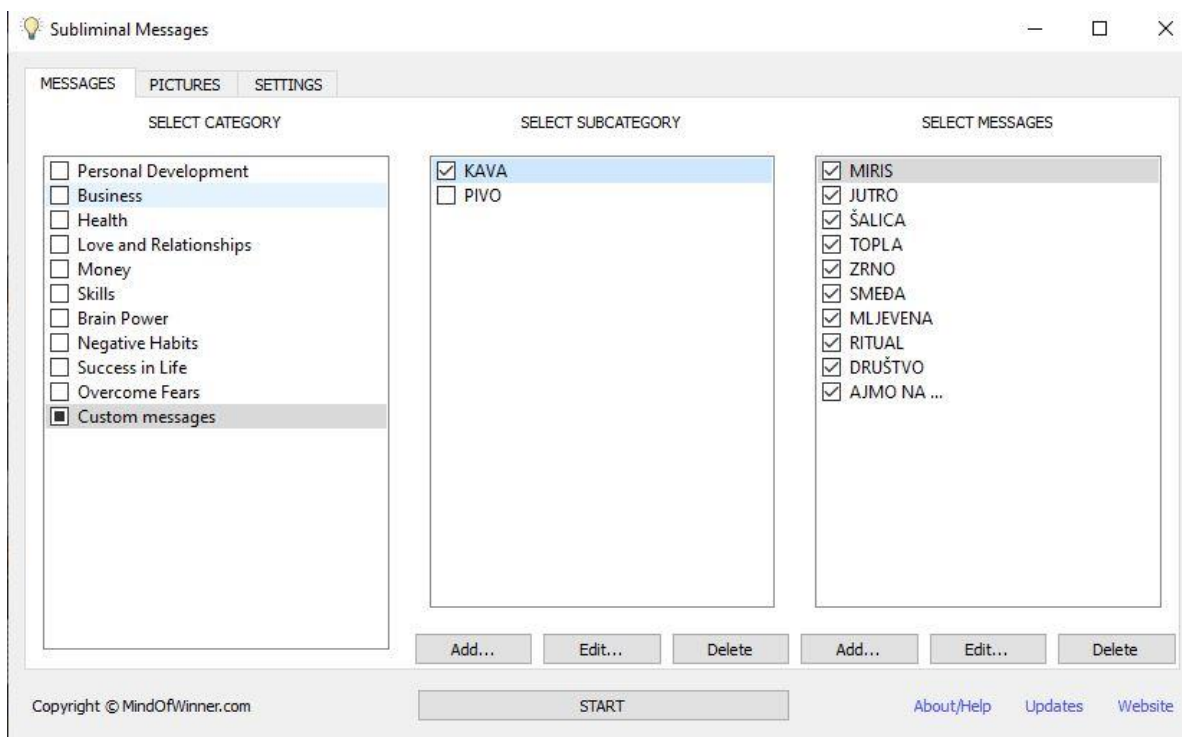 Subliminal Messages
MESSAGES PICTURES SETTINGS
SELECT CATEGORY
Personal Development
Business
Health
Love and Relationships
Money
Skills
Brain Power
Negative Habits
Success in Life
Overcome Fears
Custom messages
SELECT SUBCATEGORY
KAVA
PIVO
Add... Edit... Delete
SELECT MESSAGES
MIRIS
JUTRO
ŠALICA
TOPLA
ZRNO
SMEĐA
MLJEVENA
RITUAL
DRUŠTVO
AJMO NA ...
Add... Edit... Delete
Copyright © MindOfWinner.com
START
About/Help Updates Website